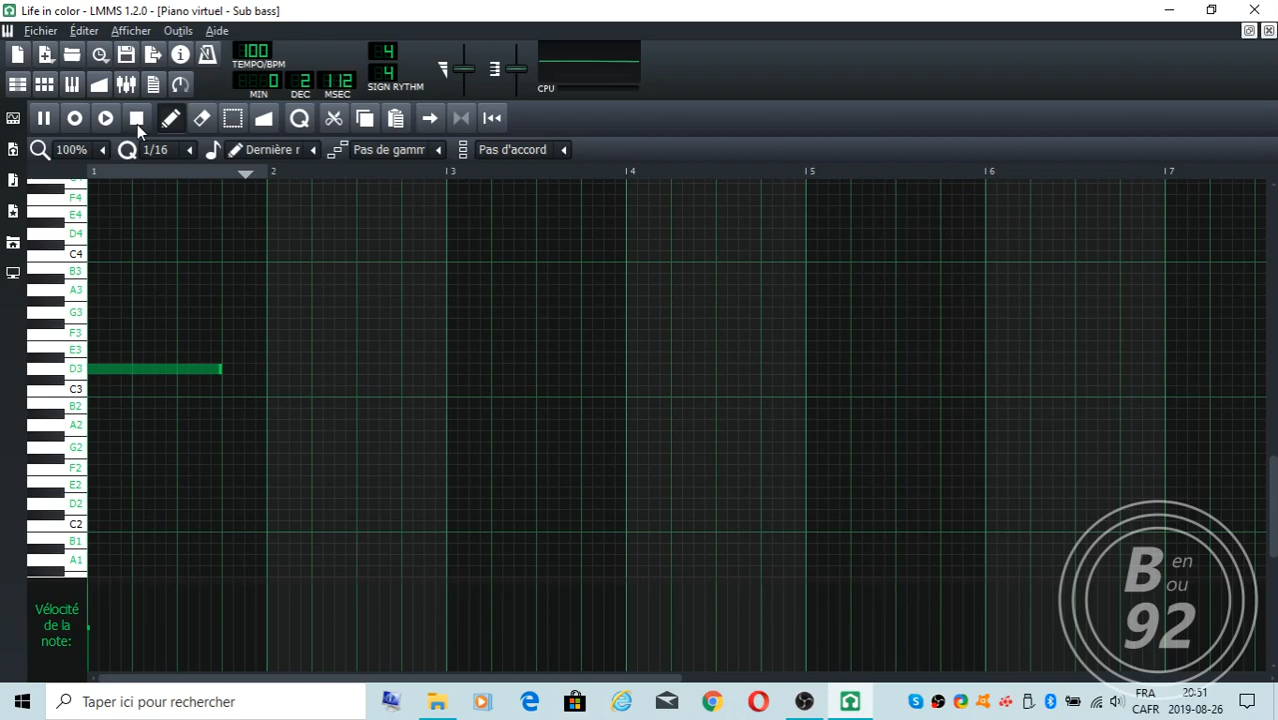 Life in color - LMMS 1.2.0 - [Piano virtuel - Sub bass]
Fichier Éditer Afficher Outils Aide
100
TEMPO/BPM
0 2 112
MIN DEC MSEC
4
4
SIGN RYTHM
CPU
100% 1/16 Dernière r Pas de gamm Pas d'accord
1 2 3 4 5 6 7
F4
E4
D4
C4
B3
A3
G3
F3
E3
D3
C3
B2
A2
G2
F2
E2
D2
C2
B1
A1
Vélocité
de la
note:
B en
ou
92
Taper ici pour rechercher
FRA
CAFR
20:51
2019-08-26